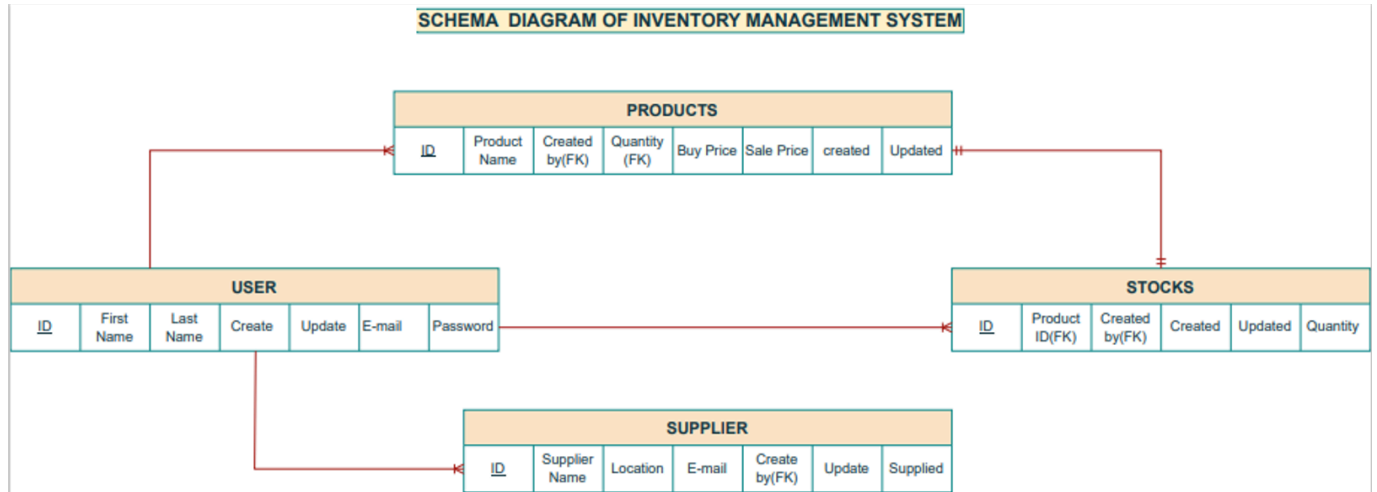 SCHEMA DIAGRAM OF INVENTORY MANAGEMENT SYSTEM
PRODUCTS
ID
Product
Name
Created
by(FK)
Quantity
(FK)
Buy Price
Sale Price
created
Updated
USER
ID
First
Name
Last
Name
Create
Update
E-mail
Password
STOCKS
ID
Product
ID(FK)
Created
by(FK)
Created
Updated
Quantity
SUPPLIER
ID
Supplier
Name
Location
E-mail
Create
by(FK)
Update
Supplied